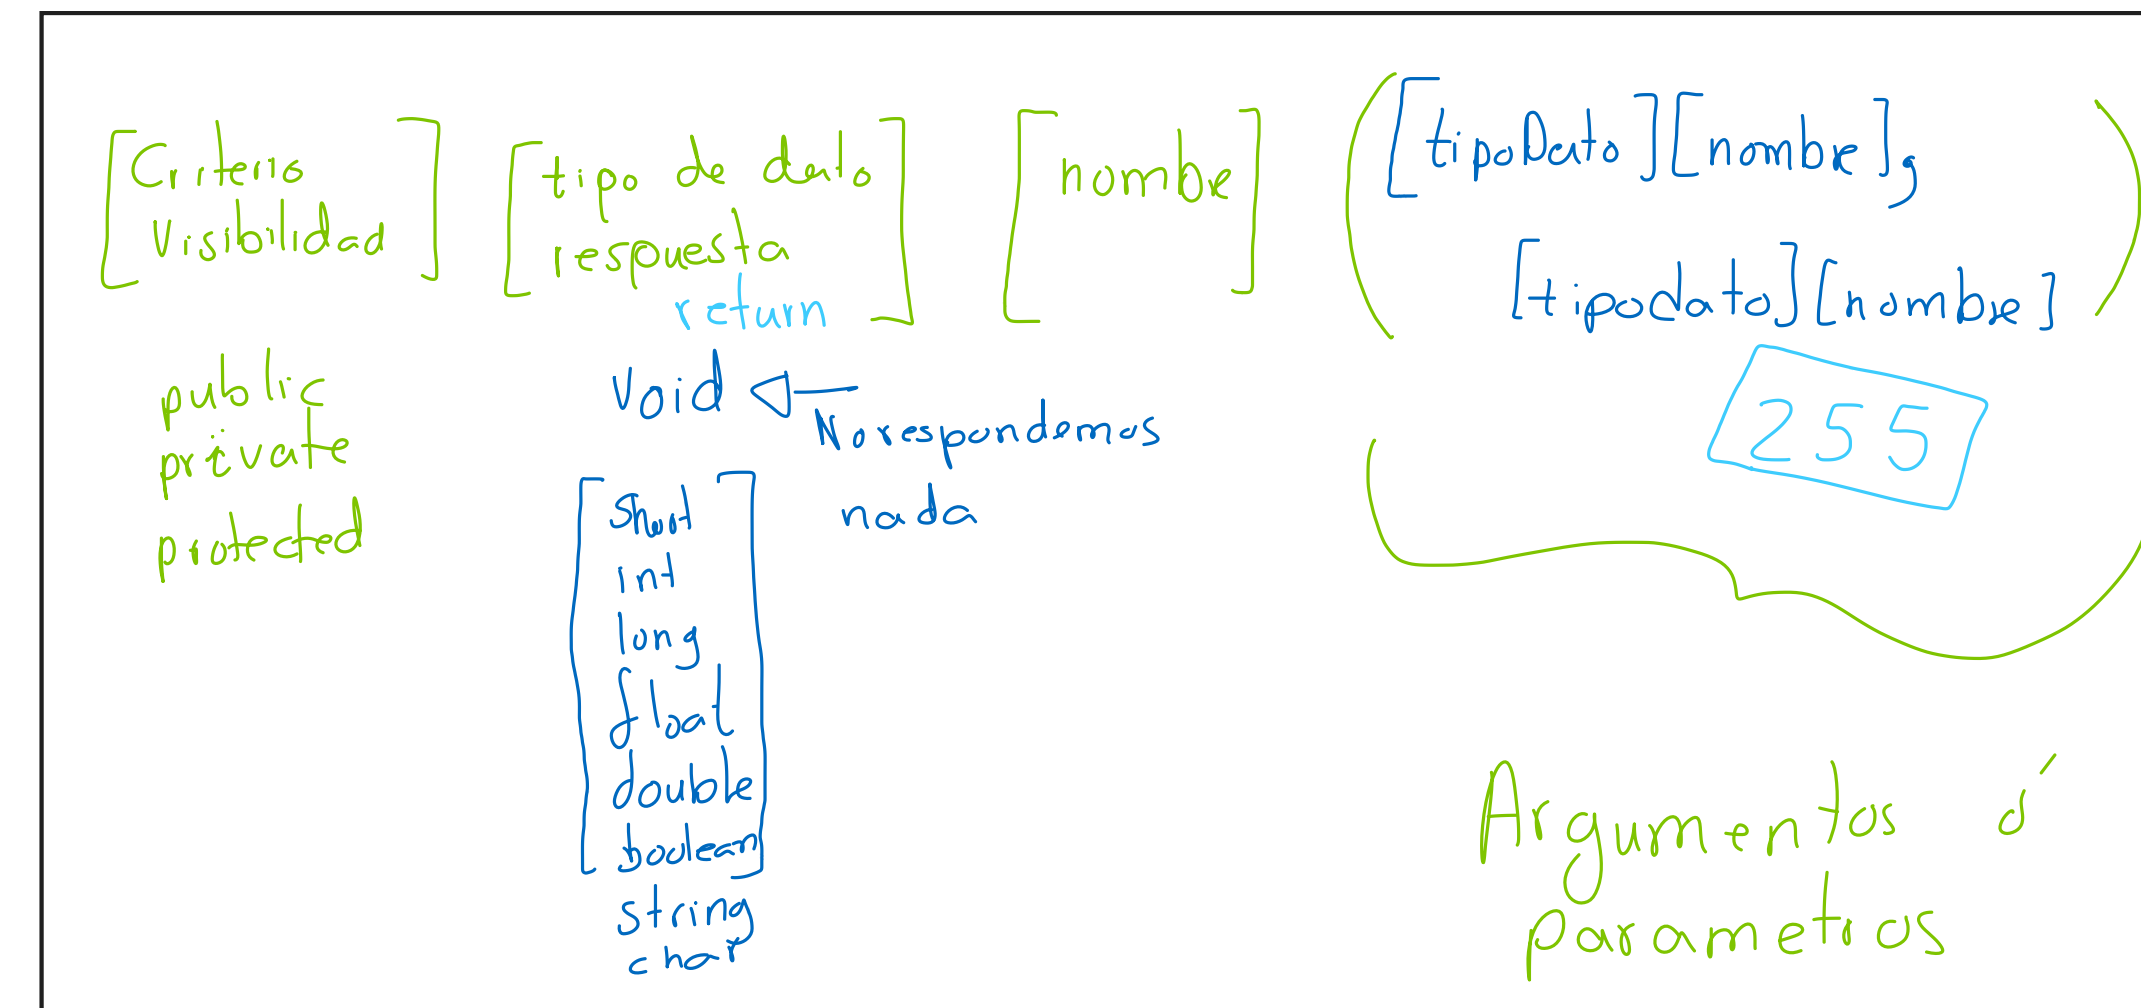 [Criterio Visibilidad] [tipo de dato respuesta return] [nombre] ([tipoDato][nombre],
[tipodato][nombre])
255
public
private
protected
Void
No respondemos
nada
Short
int
long
float
double
boolean
string
char
Argumentos ó
parametros